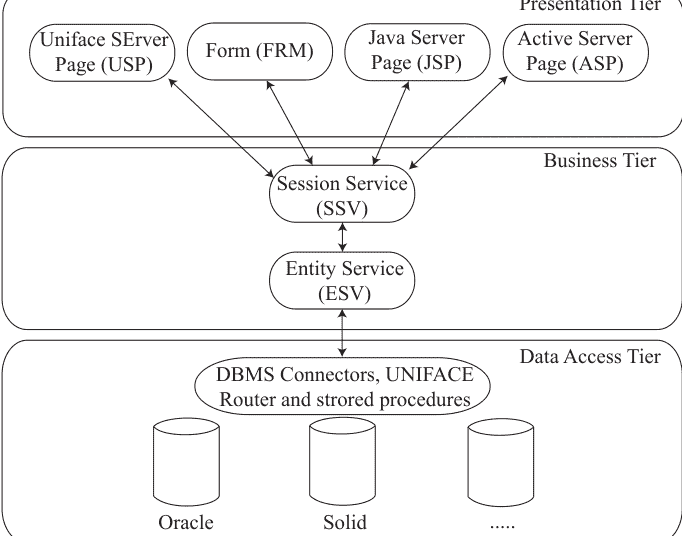 Presentation Tier
Uniface SErver
Page (USP)
Form (FRM)
Java Server
Page (JSP)
Active Server
Page (ASP)
Business Tier
Session Service
(SSV)
Entity Service
(ESV)
Data Access Tier
DBMS Connectors, UNIFACE
Router and strored procedures
Oracle
Solid
.....